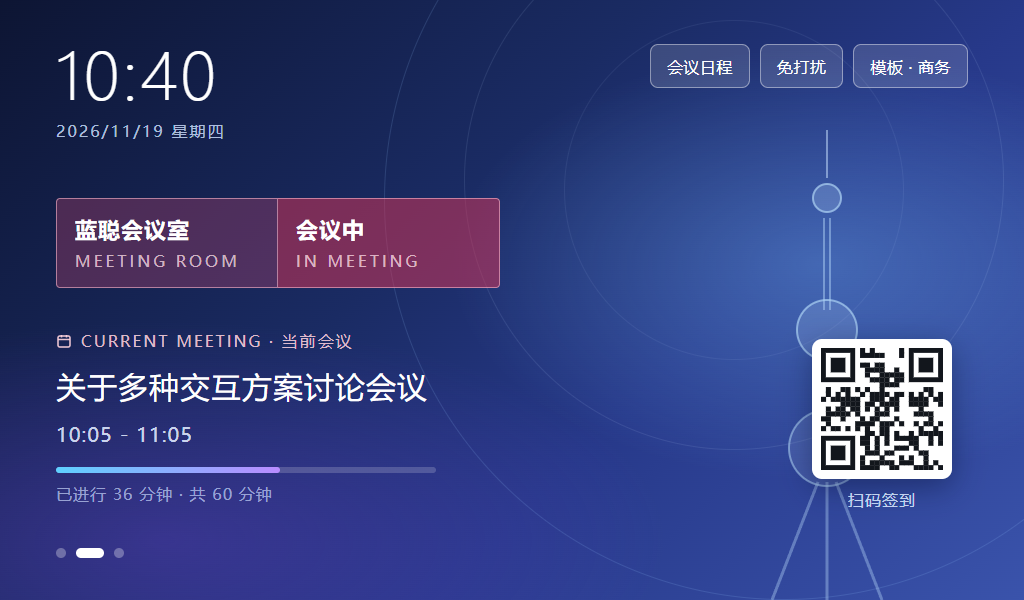 10:40
2026/11/19 星期四
会议日程
免打扰
模板 · 商务
蓝聪会议室
MEETING ROOM
会议中
IN MEETING
CURRENT MEETING · 当前会议
关于多种交互方案讨论会议
10:05 - 11:05
已进行 36 分钟 · 共 60 分钟
扫码签到